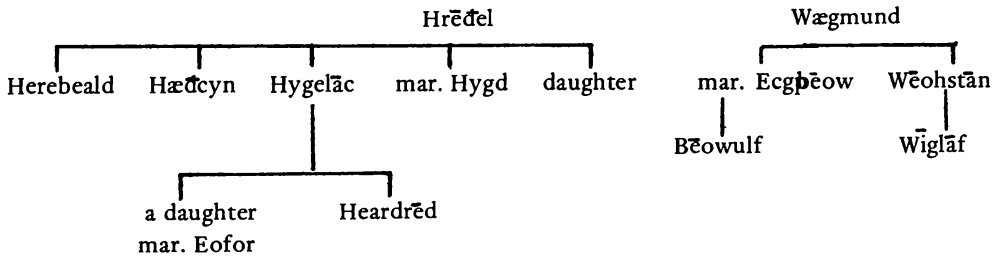 Hrēðel Wægmund
Herebeald Hæðcyn Hygelāc mar. Hygd daughter mar. Ecgþēow Wēohstān
Bēowulf Wīglāf
a daughter Heardrēd
mar. Eofor